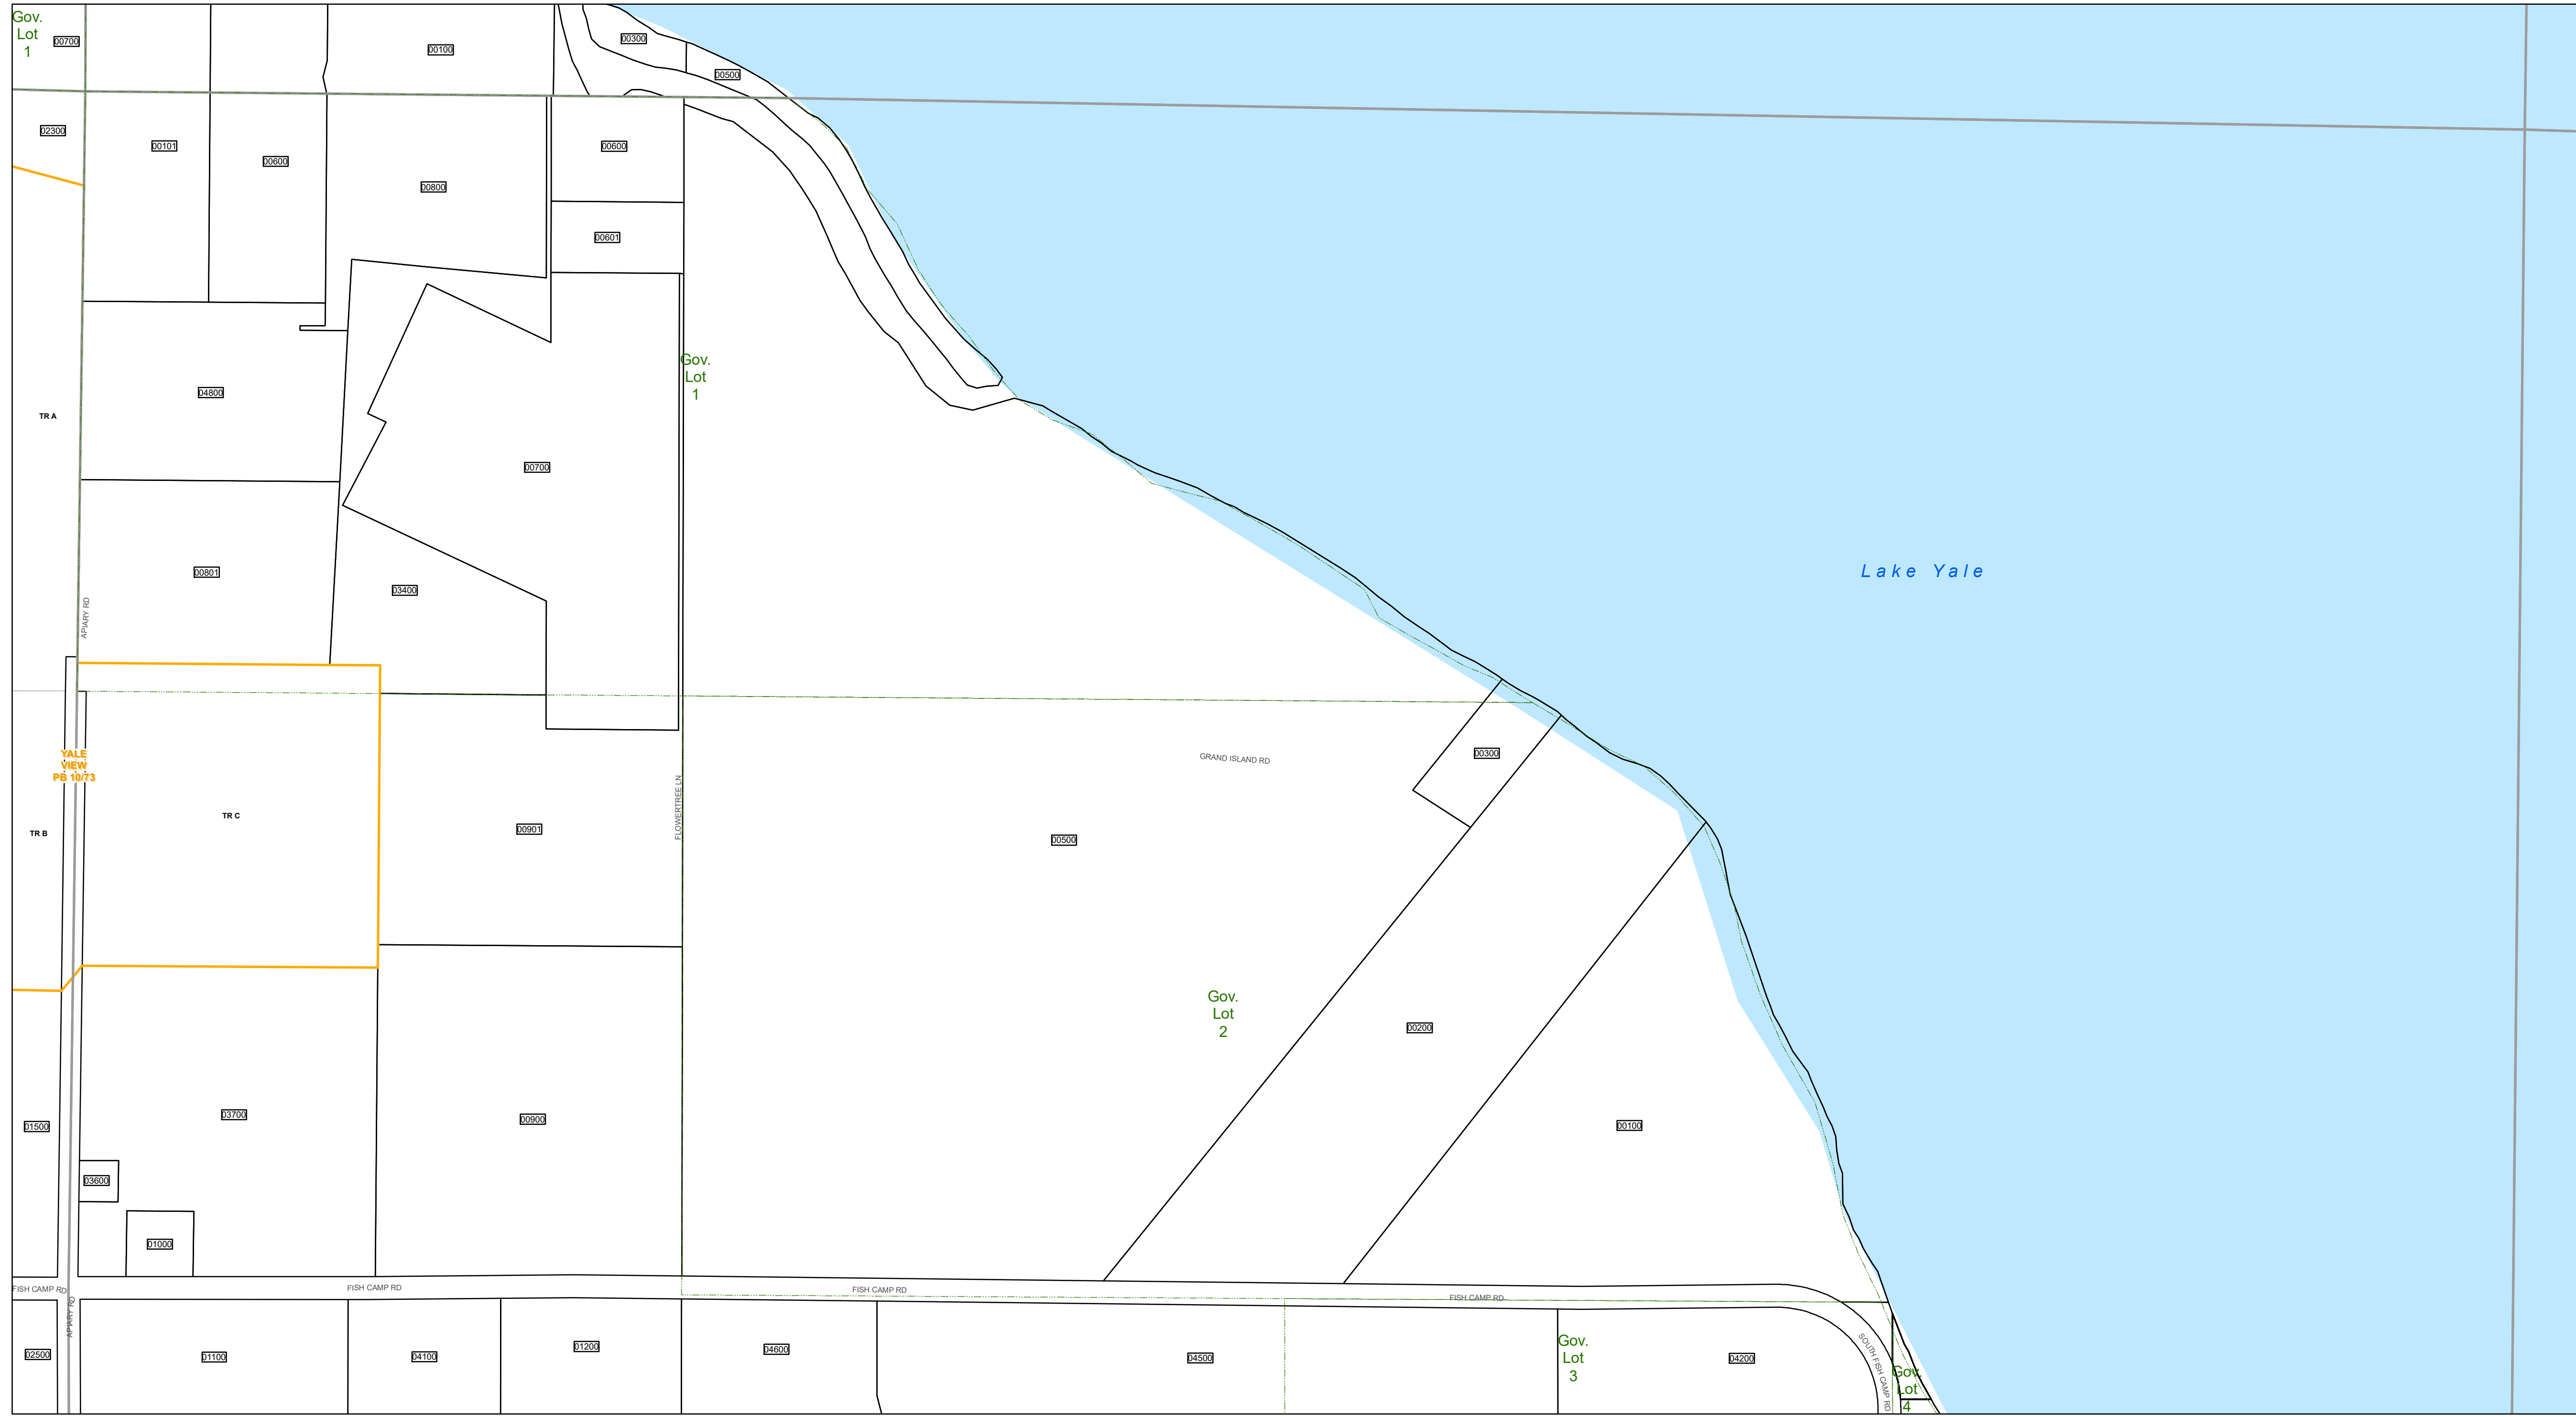 Gov.
Lot
1
00700
00100
00300
00500
02300
00101
00600
00800
00600
00601
Gov.
Lot
1
04800
TR A
00700
Lake Yale
00801
03400
APIARY RD
YALE
VIEW
PB 10/73
GRAND ISLAND RD
00300
FLOWERTREE LN
TR C
TR B
00901
00500
Gov.
Lot
2
00200
01500
03700
00900
00100
03600
01000
FISH CAMP RD
FISH CAMP RD
FISH CAMP RD
FISH CAMP RD
APIARY RD
SOUTH FISH CAMP RD
02500
01100
04100
01200
04600
04500
Gov.
Lot
3
04200
Gov.
Lot
4